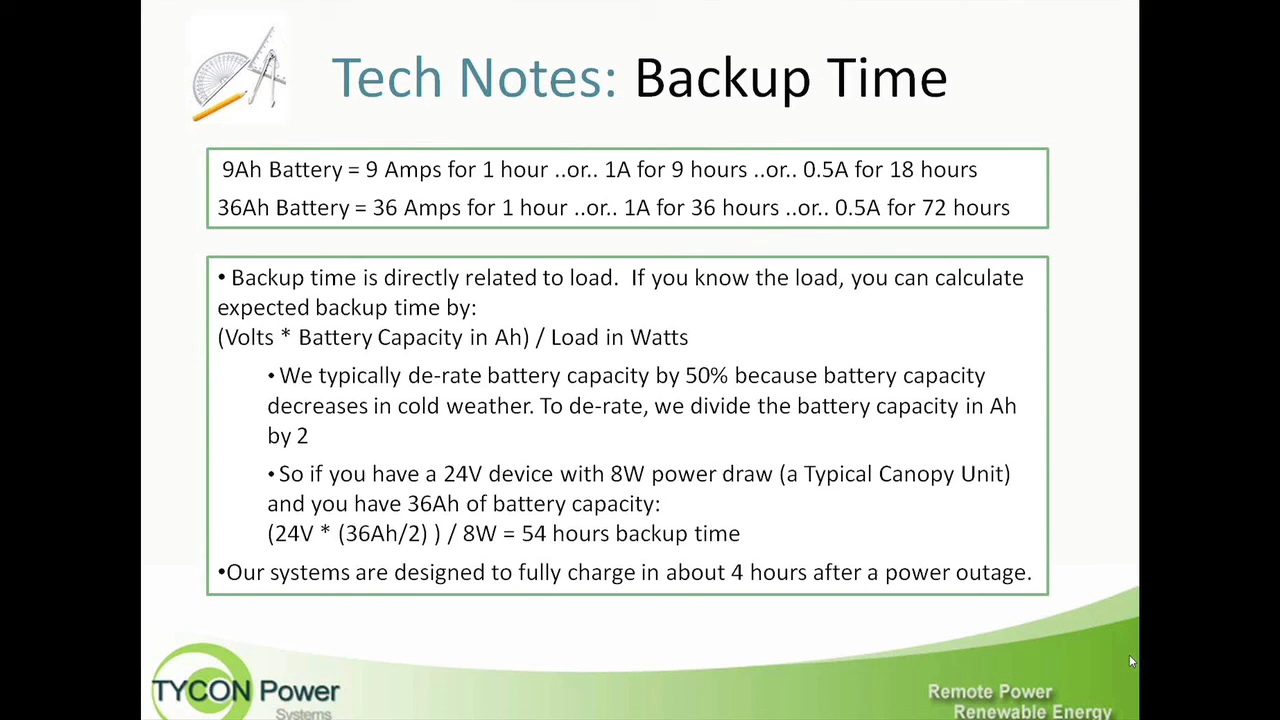 Tech Notes: Backup Time
9Ah Battery = 9 Amps for 1 hour ..or.. 1A for 9 hours ..or.. 0.5A for 18 hours
36Ah Battery = 36 Amps for 1 hour ..or.. 1A for 36 hours ..or.. 0.5A for 72 hours
• Backup time is directly related to load.  If you know the load, you can calculate
expected backup time by:
(Volts * Battery Capacity in Ah) / Load in Watts
• We typically de-rate battery capacity by 50% because battery capacity
decreases in cold weather. To de-rate, we divide the battery capacity in Ah
by 2
• So if you have a 24V device with 8W power draw (a Typical Canopy Unit)
and you have 36Ah of battery capacity:
(24V * (36Ah/2) ) / 8W = 54 hours backup time
•Our systems are designed to fully charge in about 4 hours after a power outage.
TYCON Power
Systems
Remote Power
Renewable Energy